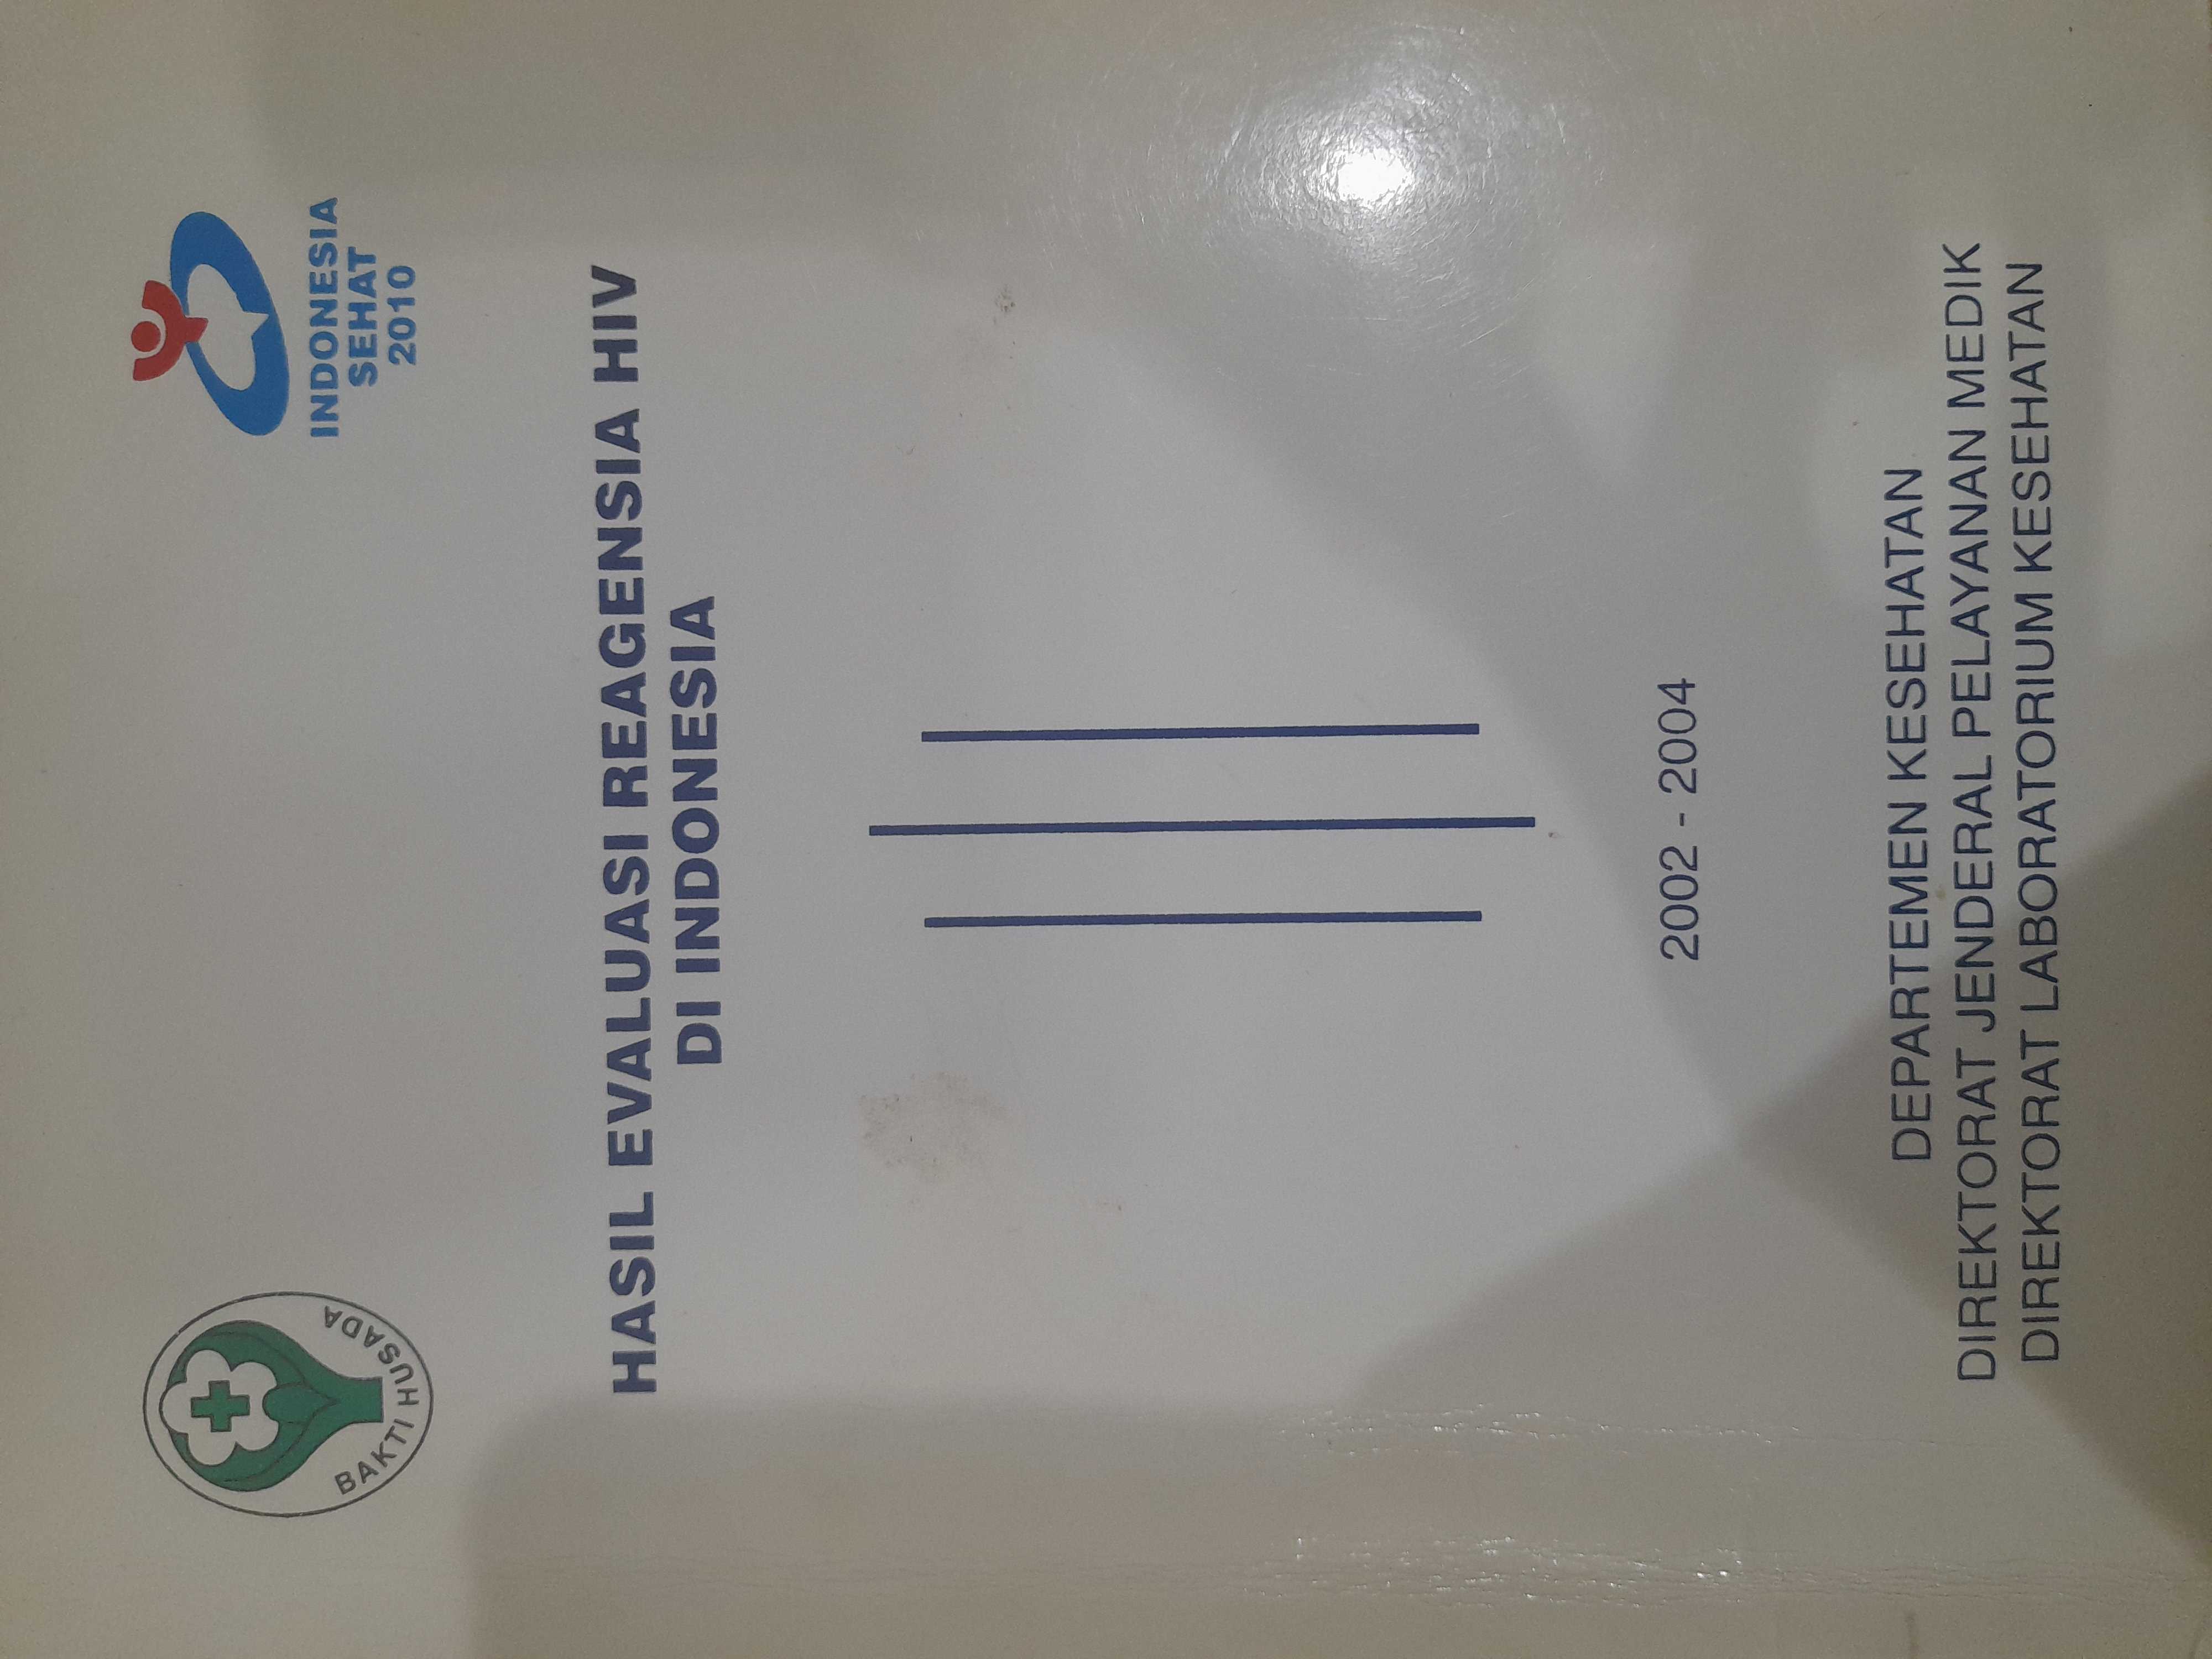 BAKTI HUSADA
INDONESIA
SEHAT
2010
HASIL EVALUASI REAGENSIA HIV
DI INDONESIA
2002 - 2004
DEPARTEMEN KESEHATAN
DIREKTORAT JENDERAL PELAYANAN MEDIK
DIREKTORAT LABORATORIUM KESEHATAN